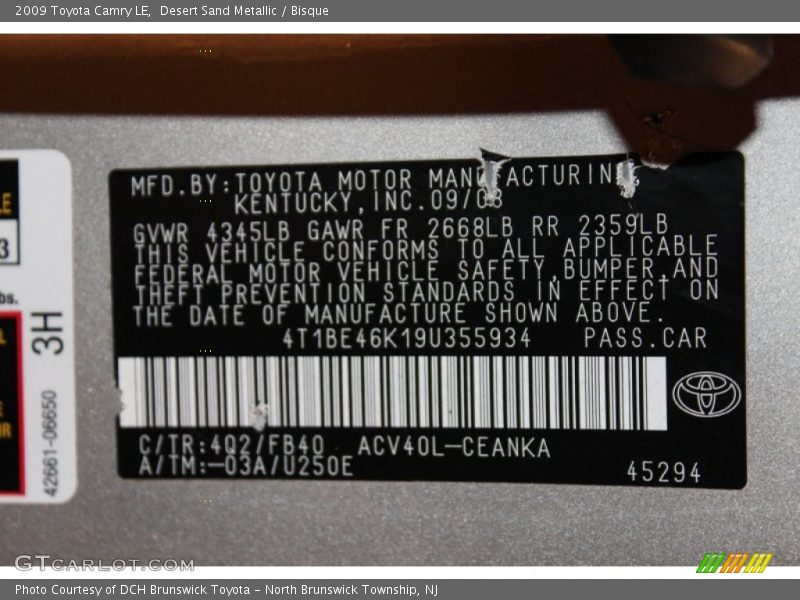 2009 Toyota Camry LE, Desert Sand Metallic / Bisque
MFD.BY:TOYOTA MOTOR MANUFACTURING
KENTUCKY,INC.09/08
GVWR 4345LB GAWR FR 2668LB RR 2359LB
THIS VEHICLE CONFORMS TO ALL APPLICABLE
FEDERAL MOTOR VEHICLE SAFETY,BUMPER,AND
THEFT PREVENTION STANDARDS IN EFFECT ON
THE DATE OF MANUFACTURE SHOWN ABOVE.
4T1BE46K19U355934 PASS.CAR
C/TR:4Q2/FB40 ACV40L-CEANKA
A/TM:-03A/U250E
45294
LE
3
bs.
3H
42661-06650
GTcarlot.com
Photo Courtesy of DCH Brunswick Toyota - North Brunswick Township, NJ